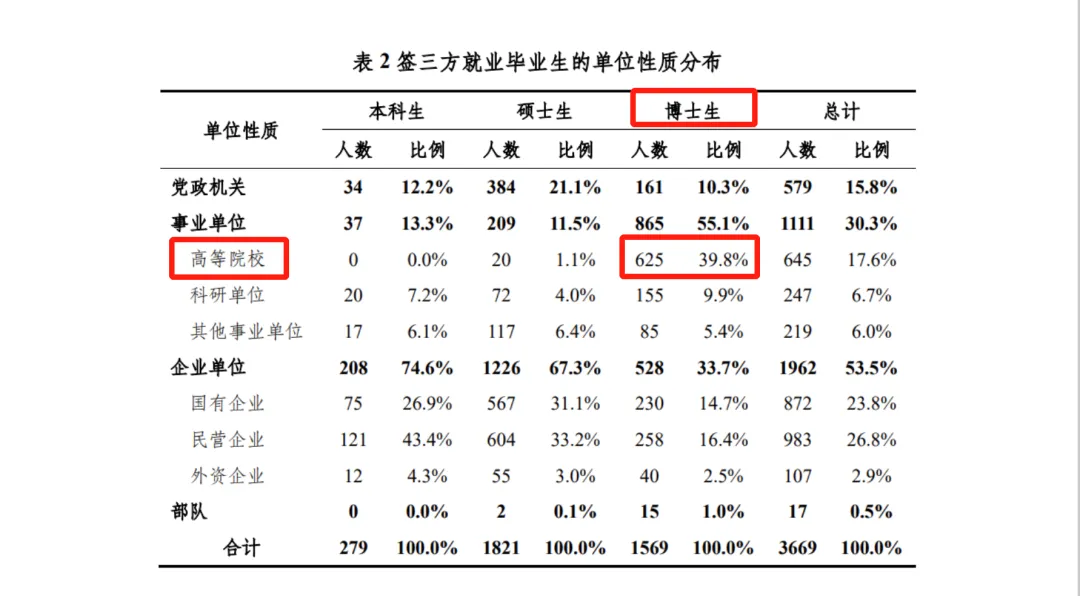 表 2 签三方就业毕业生的单位性质分布
单位性质 本科生 硕士生 博士生 总计
人数 比例 人数 比例 人数 比例 人数 比例
党政机关 34 12.2% 384 21.1% 161 10.3% 579 15.8%
事业单位 37 13.3% 209 11.5% 865 55.1% 1111 30.3%
高等院校 0 0.0% 20 1.1% 625 39.8% 645 17.6%
科研单位 20 7.2% 72 4.0% 155 9.9% 247 6.7%
其他事业单位 17 6.1% 117 6.4% 85 5.4% 219 6.0%
企业单位 208 74.6% 1226 67.3% 528 33.7% 1962 53.5%
国有企业 75 26.9% 567 31.1% 230 14.7% 872 23.8%
民营企业 121 43.4% 604 33.2% 258 16.4% 983 26.8%
外资企业 12 4.3% 55 3.0% 40 2.5% 107 2.9%
部队 0 0.0% 2 0.1% 15 1.0% 17 0.5%
合计 279 100.0% 1821 100.0% 1569 100.0% 3669 100.0%